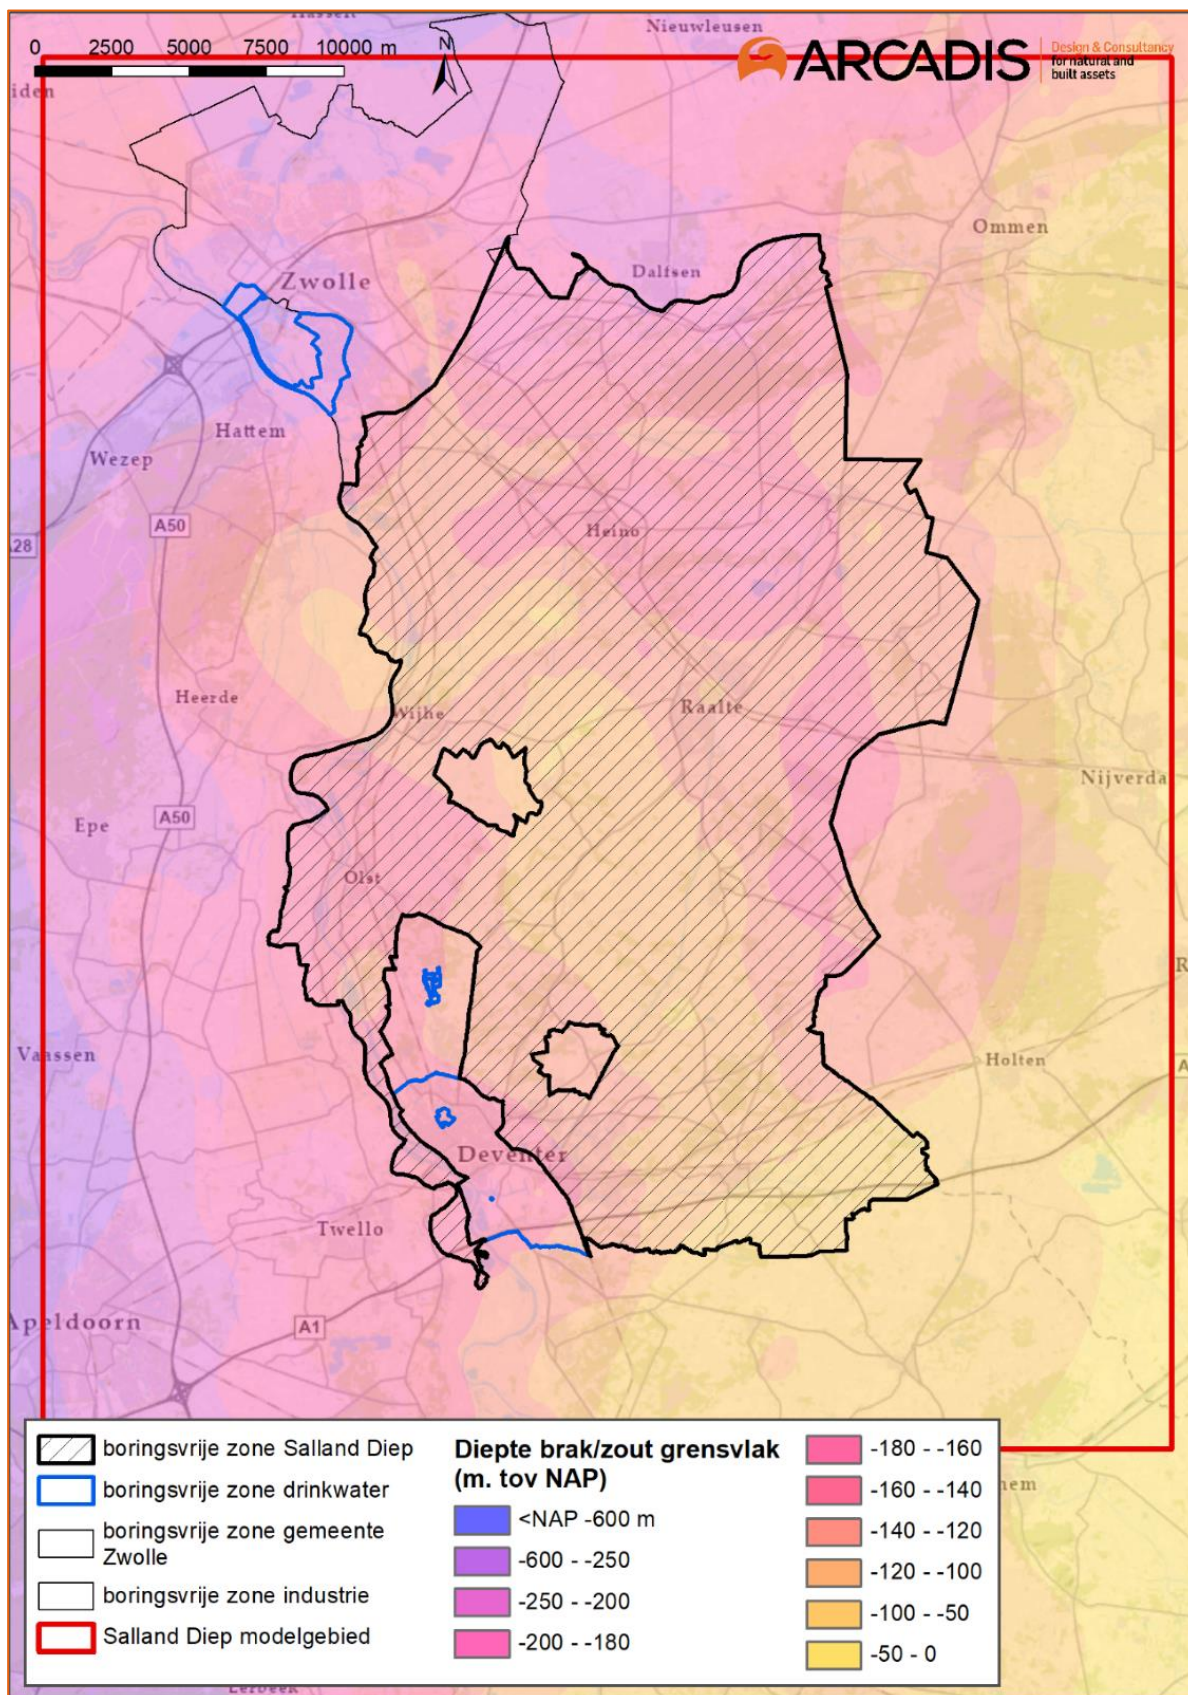 Nieuwleusen
0 2500 5000 7500 10000 m
N
ARCADIS
Design & Consultancy
for natural and
built assets
Ommen
Zwolle
Dalfsen
Hattem
Wezep
A50
Heino
Heerde
Wijhe
Raalte
Nijverda
Epe
A50
Olst
Vaassen
Holten
Deventer
Twello
Apeldoorn
A1
boringsvrije zone Salland Diep
boringsvrije zone drinkwater
boringsvrije zone gemeente
Zwolle
boringsvrije zone industrie
Salland Diep modelgebied
Diepte brak/zout grensvlak
(m. tov NAP)
<NAP -600 m
-600 - -250
-250 - -200
-200 - -180
-180 - -160
-160 - -140
-140 - -120
-120 - -100
-100 - -50
-50 - 0
hem